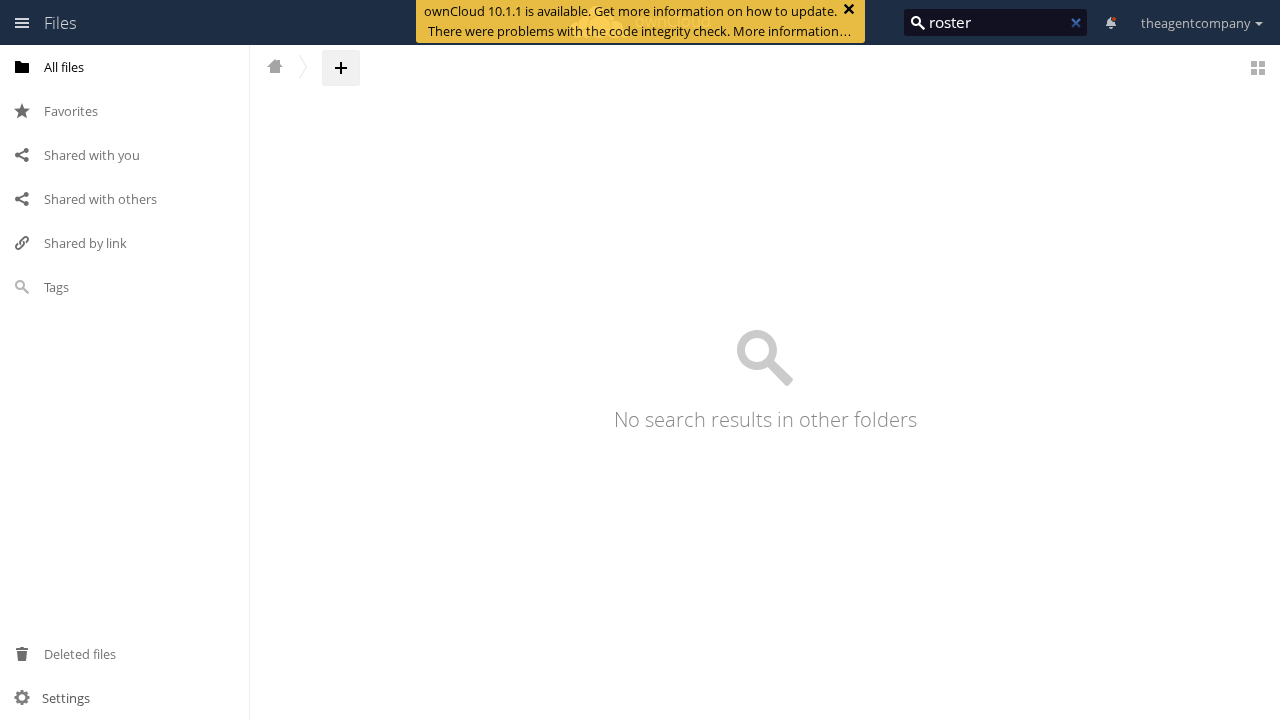 Files
ownCloud 10.1.1 is available. Get more information on how to update.
There were problems with the code integrity check. More information…
roster
theagentcompany
All files
Favorites
Shared with you
Shared with others
Shared by link
Tags
No search results in other folders
Deleted files
Settings